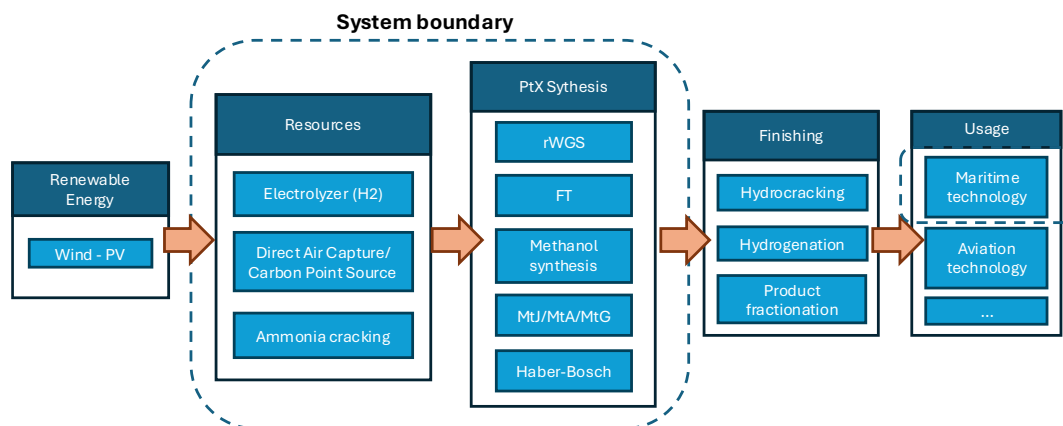 System boundary
Renewable
Energy
Wind - PV
Resources
Electrolyzer (H2)
Direct Air Capture/
Carbon Point Source
Ammonia cracking
PtX Sythesis
rWGS
FT
Methanol
synthesis
MtJ/MtA/MtG
Haber-Bosch
Finishing
Hydrocracking
Hydrogenation
Product
fractionation
Usage
Maritime
technology
Aviation
technology
...